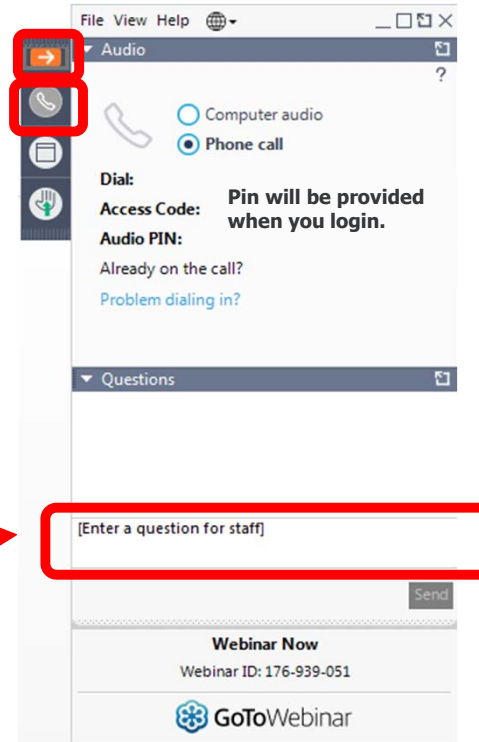 File View Help
Audio
?
Computer audio
Phone call
Dial:
Access Code:
Audio PIN:
Pin will be provided
when you login.
Already on the call?
Problem dialing in?
Questions
[Enter a question for staff]
Send
Webinar Now
Webinar ID: 176-939-051
GoToWebinar